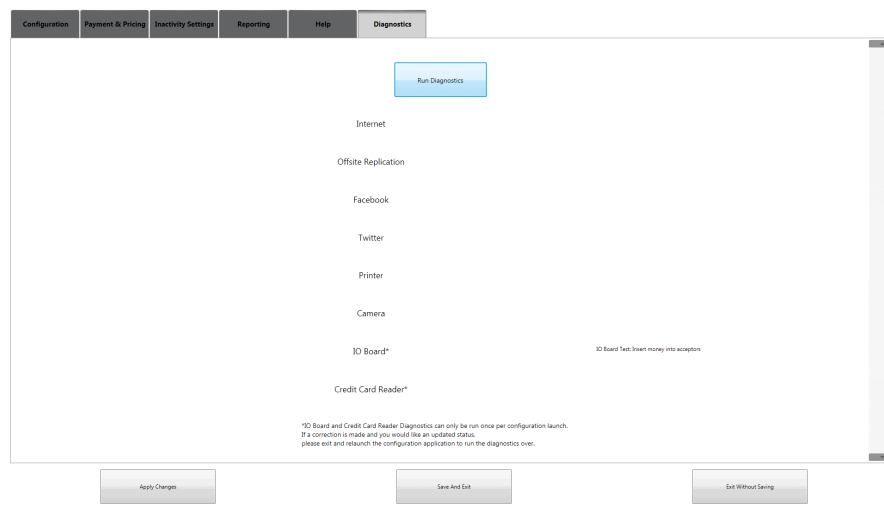 Configuration
Payment & Pricing
Inactivity Settings
Reporting
Help
Diagnostics
Run Diagnostics
Internet
Offsite Replication
Facebook
Twitter
Printer
Camera
IO Board*
IO Board Test: Insert money into acceptors
Credit Card Reader*
*IO Board and Credit Card Reader Diagnostics can only be run once per configuration launch.
If a correction is made and you would like an updated status.
please exit and relaunch the configuration application to run the diagnostics over.
Apply Changes
Save And Exit
Exit Without Saving